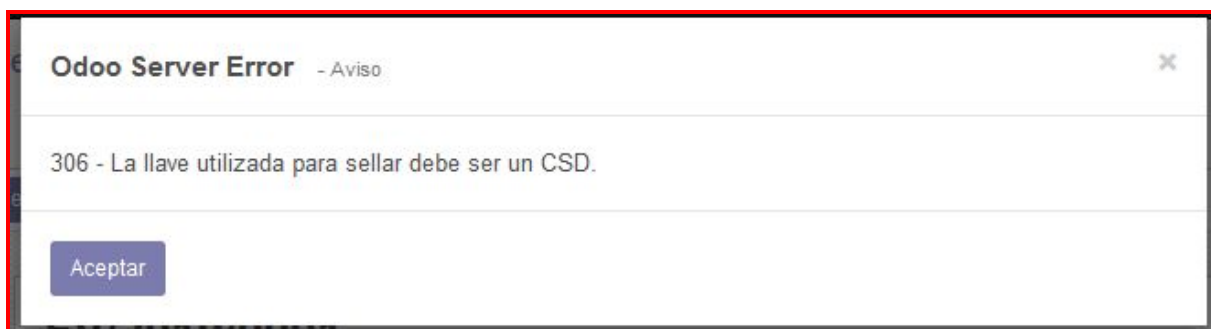 Odoo Server Error - Aviso
×
306 - La llave utilizada para sellar debe ser un CSD.
Aceptar